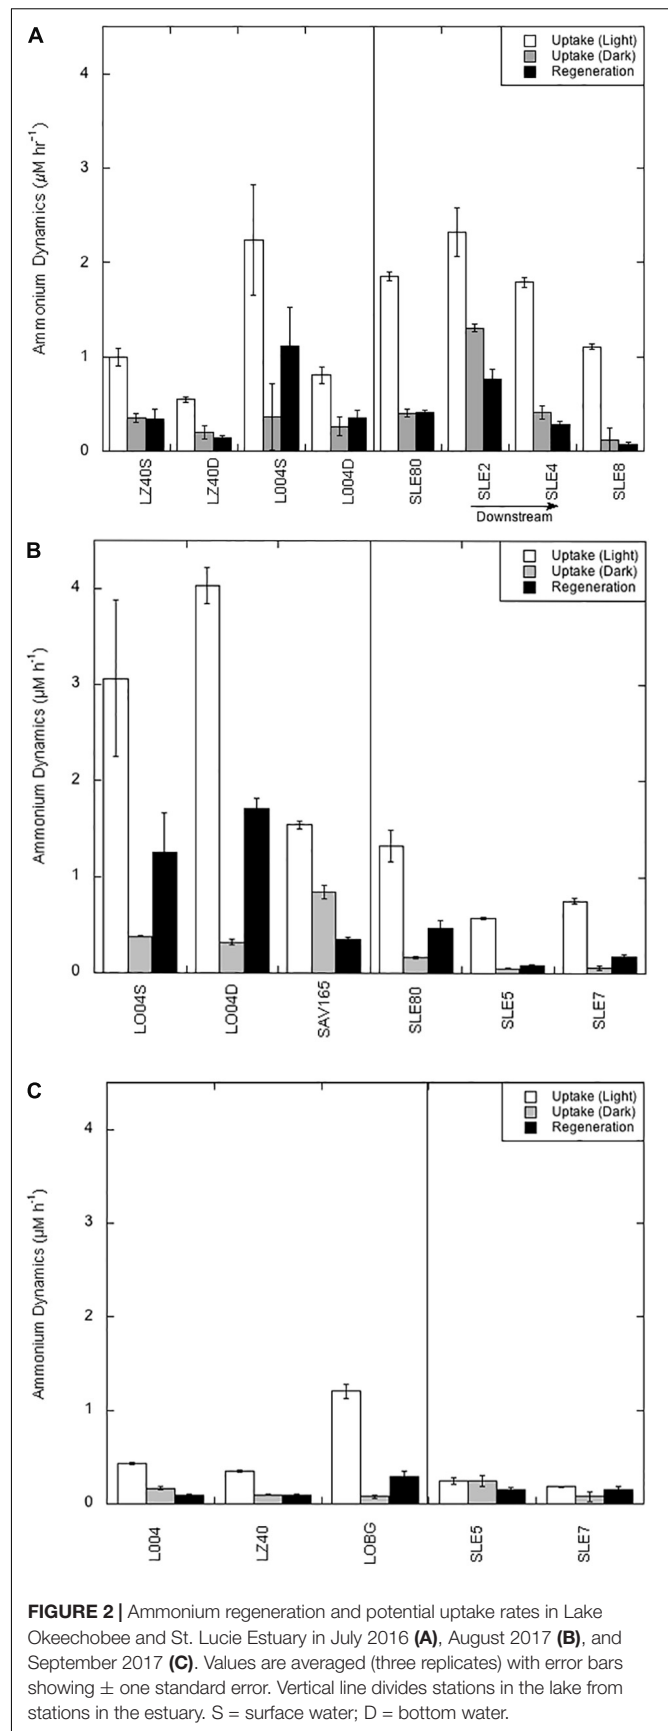 A
Uptake (Light)
Uptake (Dark)
Regeneration
Ammonium Dynamics (µM hr⁻¹)
4
3
2
1
0
LZ40S
LZ40D
L004S
L004D
SLE80
SLE2
SLE4
SLE8
Downstream
B
Uptake (Light)
Uptake (Dark)
Regeneration
Ammonium Dynamics (µM h⁻¹)
4
3
2
1
0
LO04S
LO04D
SAV165
SLE80
SLE5
SLE7
C
Uptake (Light)
Uptake (Dark)
Regeneration
Ammonium Dynamics (µM h⁻¹)
4
3
2
1
0
L004
LZ40
LOBG
SLE5
SLE7
FIGURE 2 | Ammonium regeneration and potential uptake rates in Lake
Okeechobee and St. Lucie Estuary in July 2016 (A), August 2017 (B), and
September 2017 (C). Values are averaged (three replicates) with error bars
showing ± one standard error. Vertical line divides stations in the lake from
stations in the estuary. S = surface water; D = bottom water.